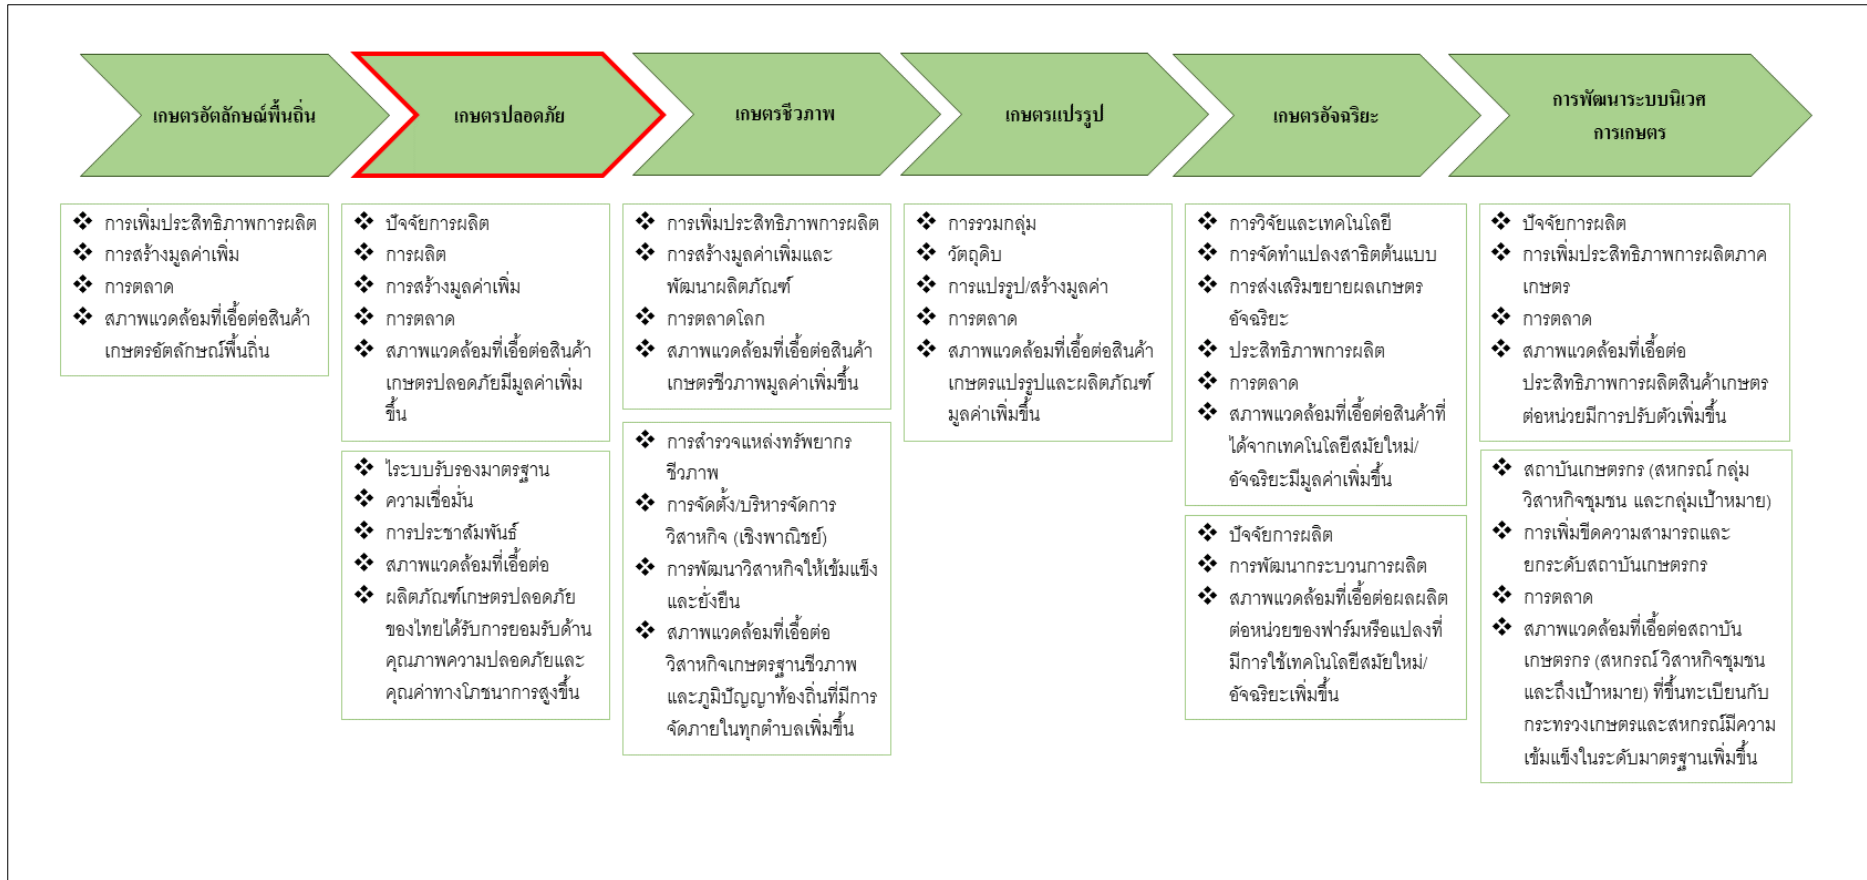 เกษตรอัตลักษณ์พื้นถิ่น
เกษตรปลอดภัย
เกษตรชีวภาพ
เกษตรแปรรูป
เกษตรอัจฉริยะ
การพัฒนาระบบนิเวศ
การเกษตร
❖ การเพิ่มประสิทธิภาพการผลิต
❖ การสร้างมูลค่าเพิ่ม
❖ การตลาด
❖ สภาพแวดล้อมที่เอื้อต่อสินค้า
เกษตรอัตลักษณ์พื้นถิ่น
❖ ปัจจัยการผลิต
❖ การผลิต
❖ การสร้างมูลค่าเพิ่ม
❖ การตลาด
❖ สภาพแวดล้อมที่เอื้อต่อสินค้า
เกษตรปลอดภัยมีมูลค่าเพิ่ม
ขึ้น
❖ ไระบบรับรองมาตรฐาน
❖ ความเชื่อมั่น
❖ การประชาสัมพันธ์
❖ สภาพแวดล้อมที่เอื้อต่อ
❖ ผลิตภัณฑ์เกษตรปลอดภัย
ของไทยได้รับการยอมรับด้าน
คุณภาพความปลอดภัยและ
คุณค่าทางโภชนาการสูงขึ้น
❖ การเพิ่มประสิทธิภาพการผลิต
❖ การสร้างมูลค่าเพิ่มและ
พัฒนาผลิตภัณฑ์
❖ การตลาดโลก
❖ สภาพแวดล้อมที่เอื้อต่อสินค้า
เกษตรชีวภาพมูลค่าเพิ่มขึ้น
❖ การสำรวจแหล่งทรัพยากร
ชีวภาพ
❖ การจัดตั้ง/บริหารจัดการ
วิสาหกิจ (เชิงพาณิชย์)
❖ การพัฒนาวิสาหกิจให้เข้มแข็ง
และยั่งยืน
❖ สภาพแวดล้อมที่เอื้อต่อ
วิสาหกิจเกษตรฐานชีวภาพ
และภูมิปัญญาท้องถิ่นที่มีการ
จัดภายในทุกตำบลเพิ่มขึ้น
❖ การรวมกลุ่ม
❖ วัตถุดิบ
❖ การแปรรูป/สร้างมูลค่า
❖ การตลาด
❖ สภาพแวดล้อมที่เอื้อต่อสินค้า
เกษตรแปรรูปและผลิตภัณฑ์
มูลค่าเพิ่มขึ้น
❖ การวิจัยและเทคโนโลยี
❖ การจัดทำแปลงสาธิตต้นแบบ
❖ การส่งเสริมขยายผลเกษตร
อัจฉริยะ
❖ ประสิทธิภาพการผลิต
❖ การตลาด
❖ สภาพแวดล้อมที่เอื้อต่อสินค้าที่
ได้จากเทคโนโลยีสมัยใหม่/
อัจฉริยะมีมูลค่าเพิ่มขึ้น
❖ ปัจจัยการผลิต
❖ การพัฒนากระบวนการผลิต
❖ สภาพแวดล้อมที่เอื้อต่อผลผลิต
ต่อหน่วยของฟาร์มหรือแปลงที่
มีการใช้เทคโนโลยีสมัยใหม่/
อัจฉริยะเพิ่มขึ้น
❖ ปัจจัยการผลิต
❖ การเพิ่มประสิทธิภาพการผลิตภาค
เกษตร
❖ การตลาด
❖ สภาพแวดล้อมที่เอื้อต่อ
ประสิทธิภาพการผลิตสินค้าเกษตร
ต่อหน่วยมีการปรับตัวเพิ่มขึ้น
❖ สถาบันเกษตรกร (สหกรณ์ กลุ่ม
วิสาหกิจชุมชน และกลุ่มเป้าหมาย)
❖ การเพิ่มขีดความสามารถและ
ยกระดับสถาบันเกษตรกร
❖ การตลาด
❖ สภาพแวดล้อมที่เอื้อต่อสถาบัน
เกษตรกร (สหกรณ์ วิสาหกิจชุมชน
และถึงเป้าหมาย) ที่ขึ้นทะเบียนกับ
กระทรวงเกษตรและสหกรณ์มีความ
เข้มแข็งในระดับมาตรฐานเพิ่มขึ้น